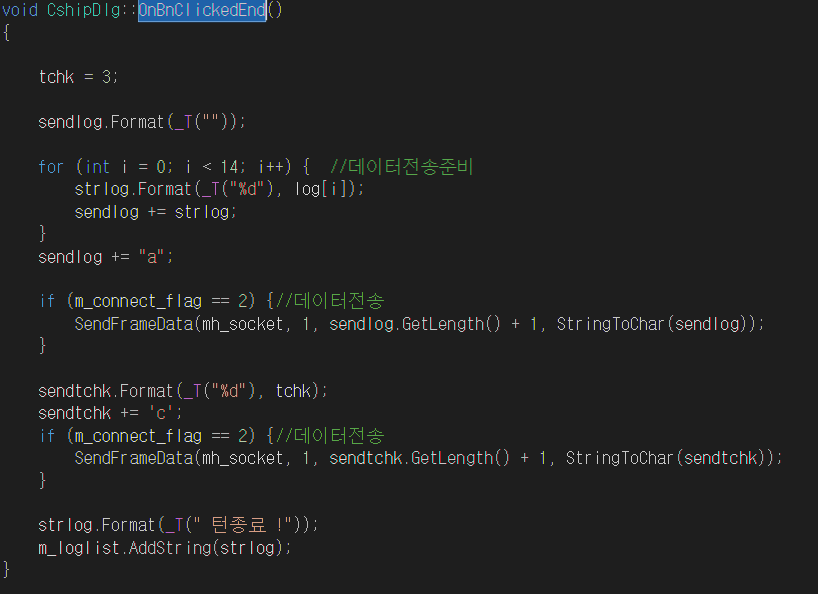 void CshipDlg::OnBnClickedEnd()
{
tchk = 3;
sendlog.Format(_T(""));
for (int i = 0; i < 14; i++) { //데이터전송준비
strlog.Format(_T("%d"), log[i]);
sendlog += strlog;
}
sendlog += "a";
if (m_connect_flag == 2) {//데이터전송
SendFrameData(mh_socket, 1, sendlog.GetLength() + 1, StringToChar(sendlog));
}
sendtchk.Format(_T("%d"), tchk);
sendtchk += 'c';
if (m_connect_flag == 2) {//데이터전송
SendFrameData(mh_socket, 1, sendtchk.GetLength() + 1, StringToChar(sendtchk));
}
strlog.Format(_T(" 턴종료 !"));
m_loglist.AddString(strlog);
}